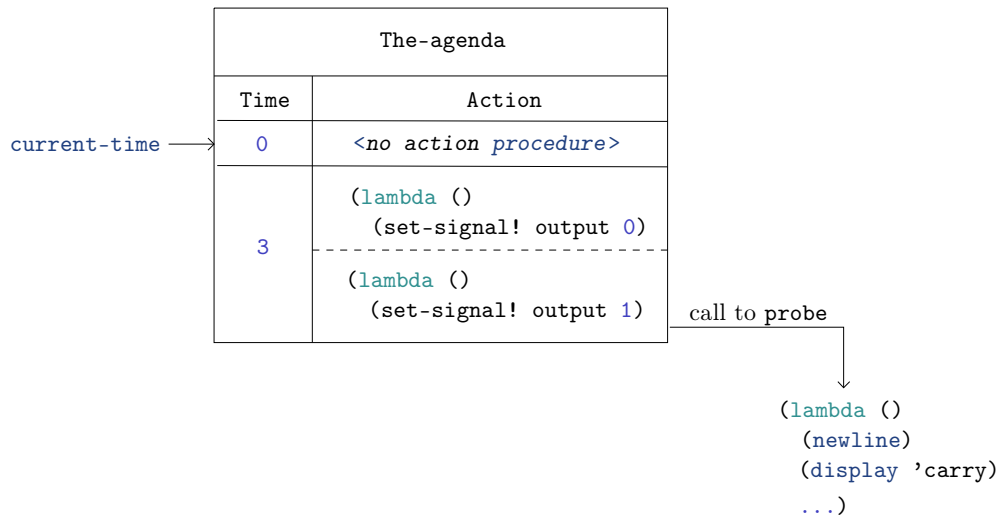 The-agenda
Time Action
current-time 0 <no action procedure>
3
(lambda ()
(set-signal! output 0)
(lambda ()
(set-signal! output 1)
call to probe
(lambda ()
(newline)
(display ’carry)
...)